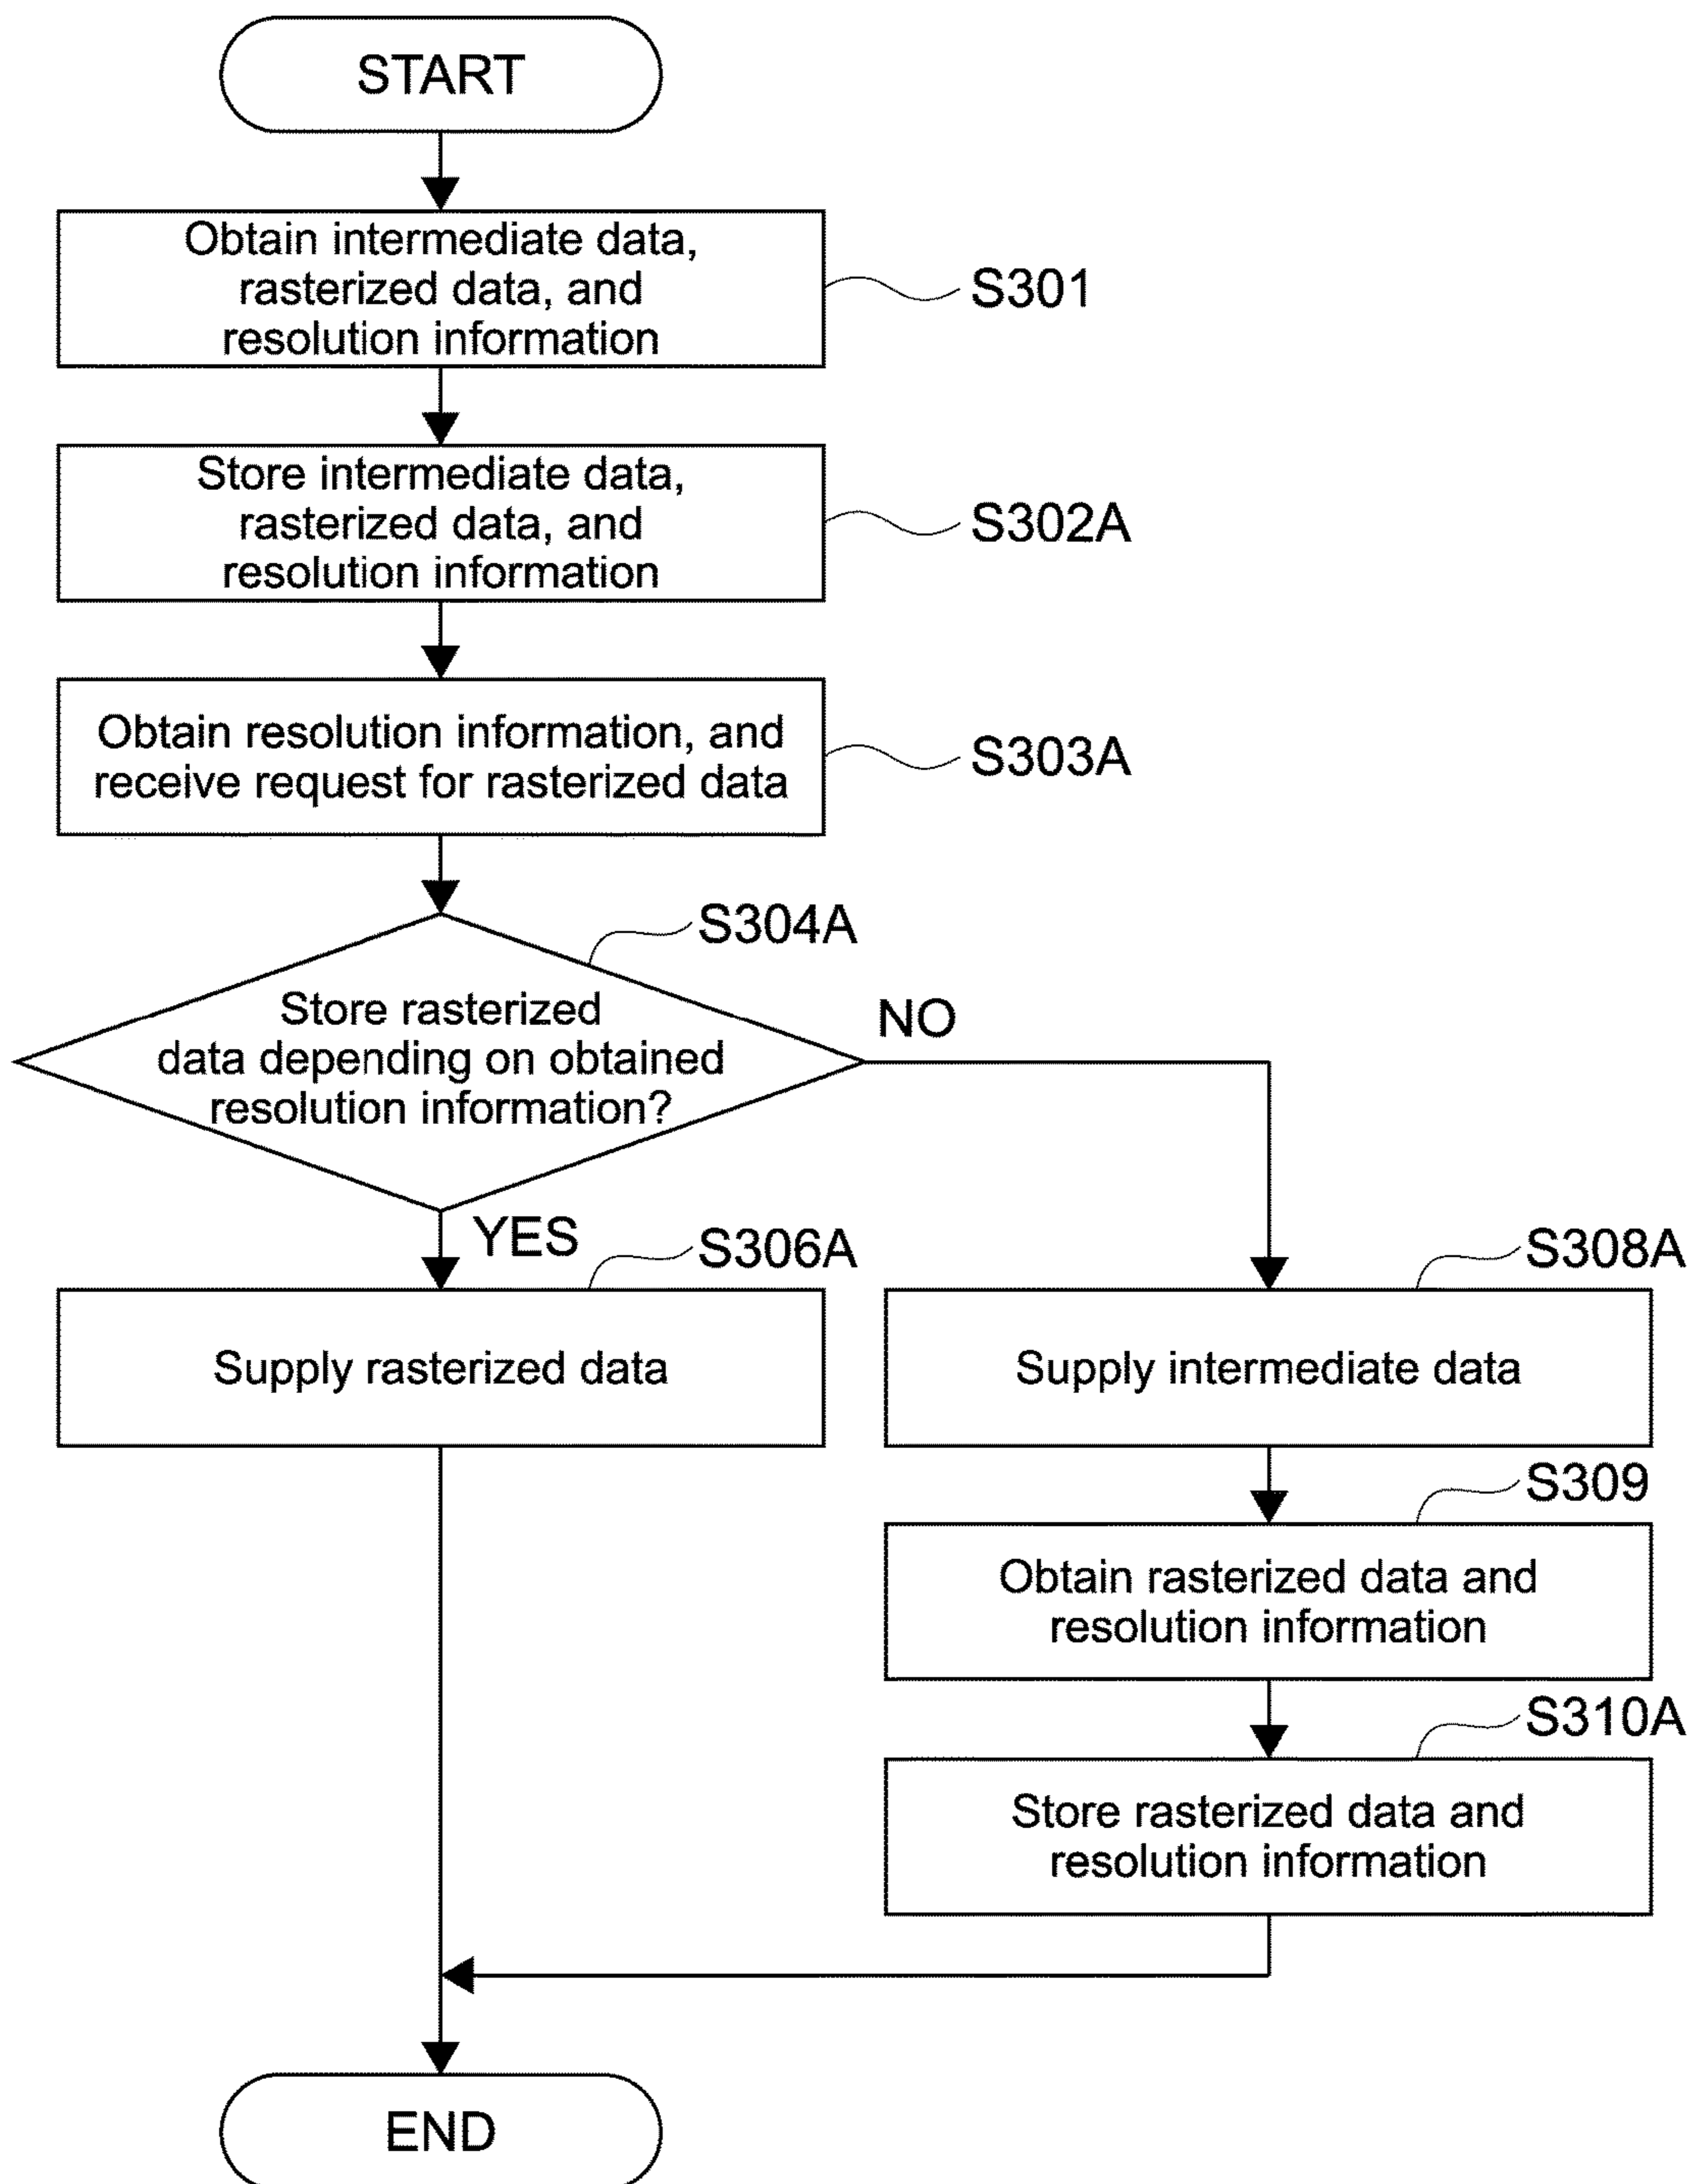 START
Obtain intermediate data,
rasterized data, and
resolution information
S301
Store intermediate data,
rasterized data, and
resolution information
S302A
Obtain resolution information, and
receive request for rasterized data
S303A
S304A
Store rasterized
data depending on obtained
resolution information?
NO
YES
S306A
Supply rasterized data
S308A
Supply intermediate data
S309
Obtain rasterized data and
resolution information
S310A
Store rasterized data and
resolution information
END